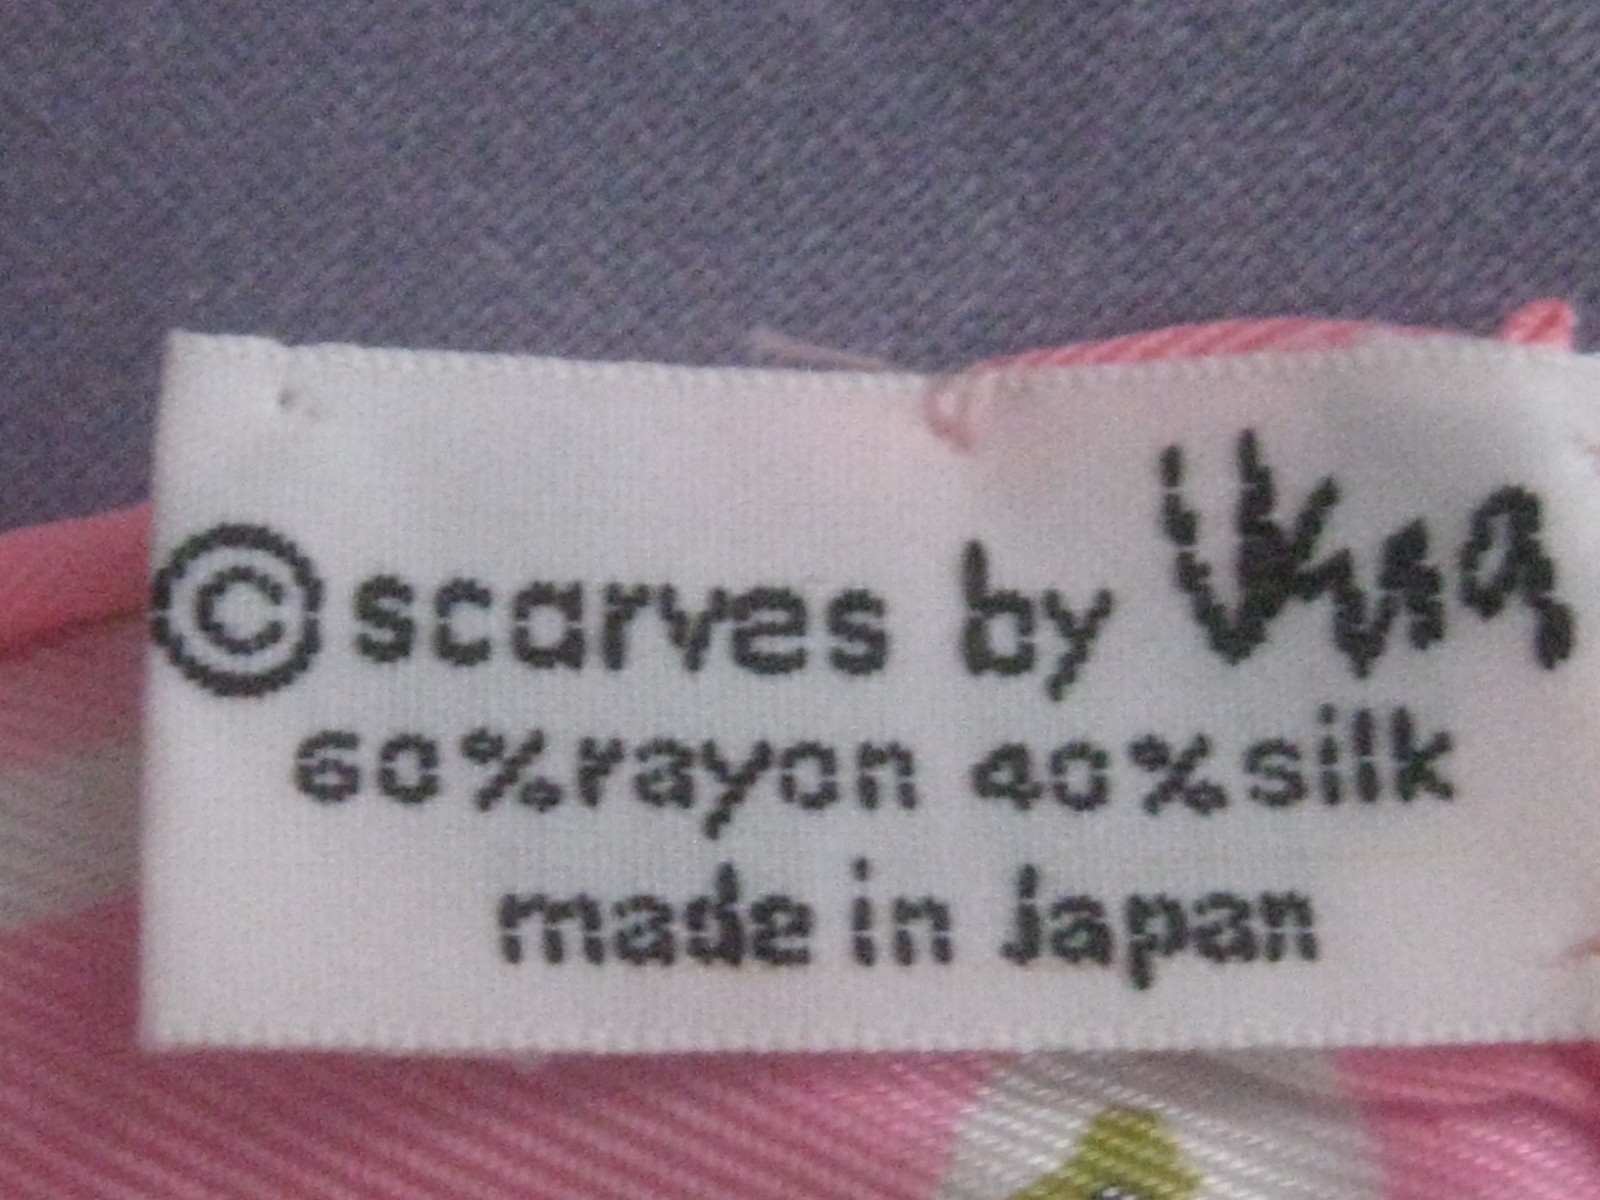 © scarves by Vera
60% rayon 40% silk
made in japan